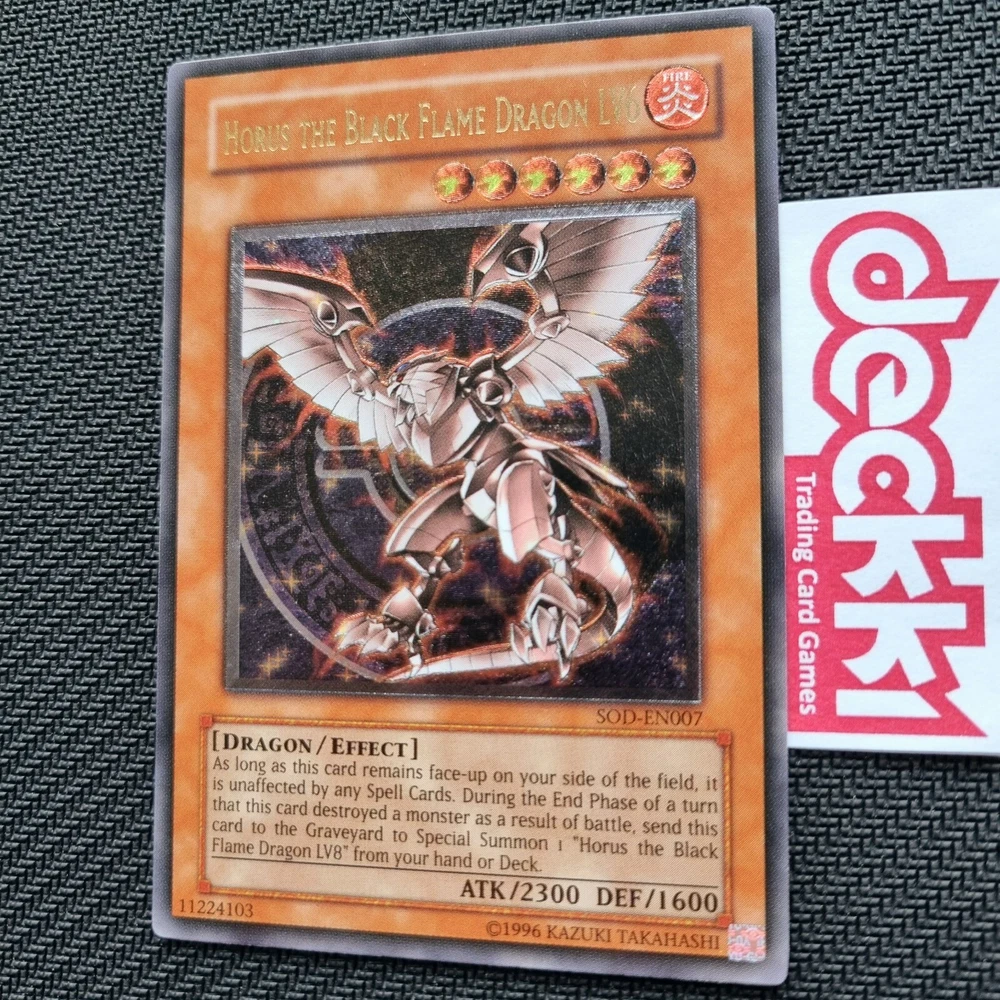 HORUS THE BLACK FLAME DRAGON LV6
FIRE
炎
SOD-EN007
[DRAGON/EFFECT]
As long as this card remains face-up on your side of the field, it
is unaffected by any Spell Cards. During the End Phase of a turn
that this card destroyed a monster as a result of battle, send this
card to the Graveyard to Special Summon 1 "Horus the Black
Flame Dragon LV8" from your hand or Deck.
ATK/2300 DEF/1600
11224103
©1996 KAZUKI TAKAHASHI
deckki
Trading Card Games